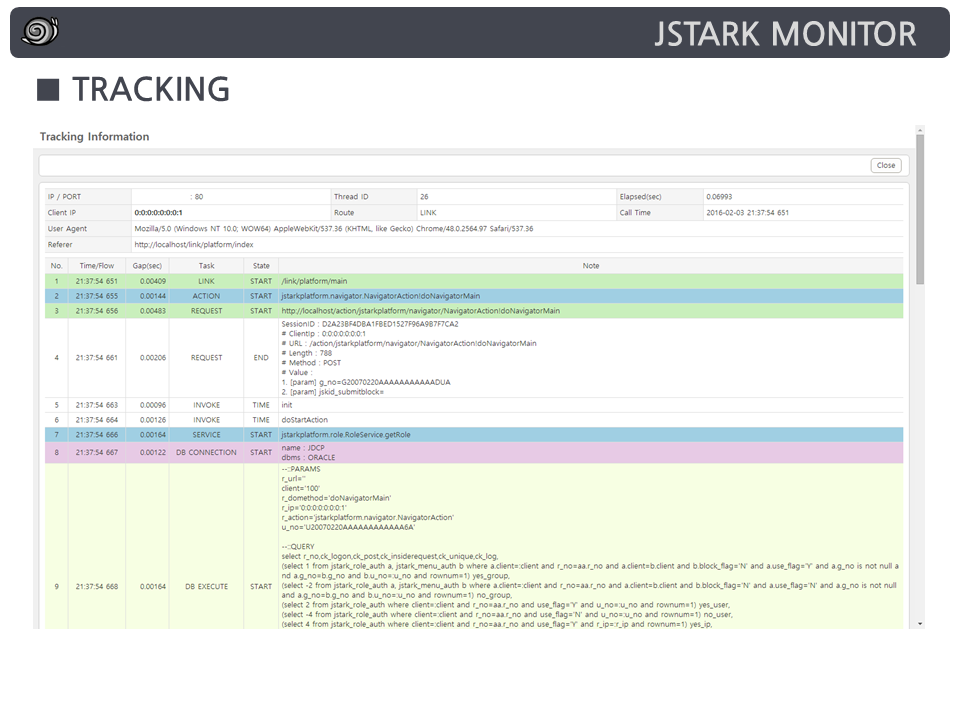 JSTARK MONITOR
■ TRACKING
Tracking Information
Close
IP / PORT : 80 Thread ID 26 Elapsed(sec) 0.06993
Client IP 0:0:0:0:0:0:0:1 Route LINK Call Time 2016-02-03 21:37:54 651
User Agent Mozilla/5.0 (Windows NT 10.0; WOW64) AppleWebKit/537.36 (KHTML, like Gecko) Chrome/48.0.2564.97 Safari/537.36
Referer http://localhost/link/platform/index
No. Time/Flow Gap(sec) Task State Note
1 21:37:54 651 0.00409 LINK START /link/platform/main
2 21:37:54 655 0.00144 ACTION START jstarkplatform.navigator.NavigatorAction!doNavigatorMain
3 21:37:54 656 0.00483 REQUEST START http://localhost/action/jstarkplatform/navigator/NavigatorAction!doNavigatorMain
SessionID : D2A23BF4DBA1FBED1527F96A9B7F7CA2
# ClientIp : 0:0:0:0:0:0:0:1
# URL : /action/jstarkplatform/navigator/NavigatorAction!doNavigatorMain
# Length : 788
4 21:37:54 661 0.00206 REQUEST END # Method : POST
# Value :
1. [param] g_no=G20070220AAAAAAAAAAADUA
2. [param] jskid_submitblock=
5 21:37:54 663 0.00096 INVOKE TIME init
6 21:37:54 664 0.00126 INVOKE TIME doStartAction
7 21:37:54 666 0.00164 SERVICE START jstarkplatform.role.RoleService.getRole
8 21:37:54 667 0.00122 DB CONNECTION START name : JDCP
dbms : ORACLE
--::PARAMS
r_url=''
client='100'
r_domethod='doNavigatorMain'
r_ip='0:0:0:0:0:0:0:1'
r_action='jstarkplatform.navigator.NavigatorAction'
u_no='U20070220AAAAAAAAAAAA6A'
--::QUERY
select r_no,ck_logon,ck_post,ck_insiderequest,ck_unique,ck_log,
(select 1 from jstark_role_auth a, jstark_menu_auth b where a.client=:client and r_no=aa.r_no and a.client=b.client and b.block_flag='N' and a.use_flag='Y' and a.g_no is not null a
nd a.g_no=b.g_no and b.u_no=:u_no and rownum=1) yes_group,
9 21:37:54 668 0.00164 DB EXECUTE START (select -2 from jstark_role_auth a, jstark_menu_auth b where a.client=:client and r_no=aa.r_no and a.client=b.client and b.block_flag='N' and a.use_flag='N' and a.g_no is not null
and a.g_no=b.g_no and b.u_no=:u_no and rownum=1) no_group,
(select 2 from jstark_role_auth where client=:client and r_no=aa.r_no and use_flag='Y' and u_no=:u_no and rownum=1) yes_user,
(select -4 from jstark_role_auth where client=:client and r_no=aa.r_no and use_flag='N' and u_no=:u_no and rownum=1) no_user,
(select 4 from jstark_role_auth where client=:client and r_no=aa.r_no and use_flag='Y' and r_ip=:r_ip and rownum=1) yes_ip,